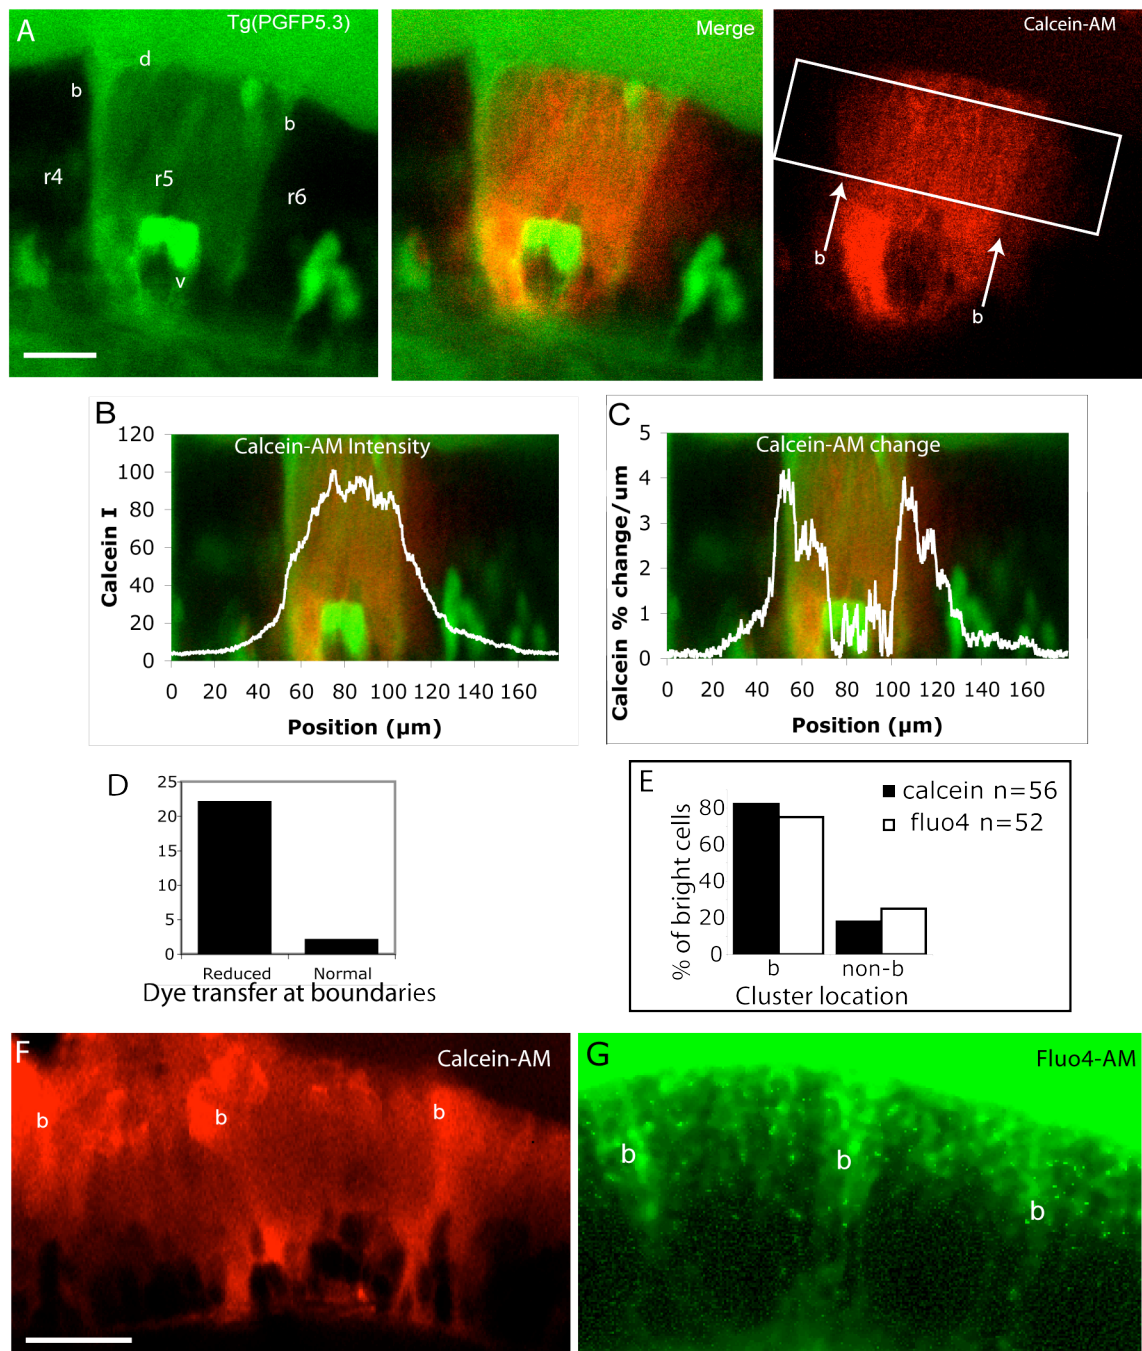 A
Tg(PGFP5.3)
Merge
Calcein-AM
d
b
b
r4
r5
r6
v
b
b
B
Calcein-AM Intensity
120
100
80
60
40
20
0
Calcein I
0 20 40 60 80 100 120 140 160
Position (µm)
C
Calcein-AM change
5
4
3
2
1
0
Calcein % change/um
0 20 40 60 80 100 120 140 160
Position (µm)
D
25
20
15
10
5
0
Reduced Normal
Dye transfer at boundaries
E
calcein n=56
fluo4 n=52
80
60
40
20
0
% of bright cells
b non-b
Cluster location
F
Calcein-AM
b b b
G
Fluo4-AM
b b b